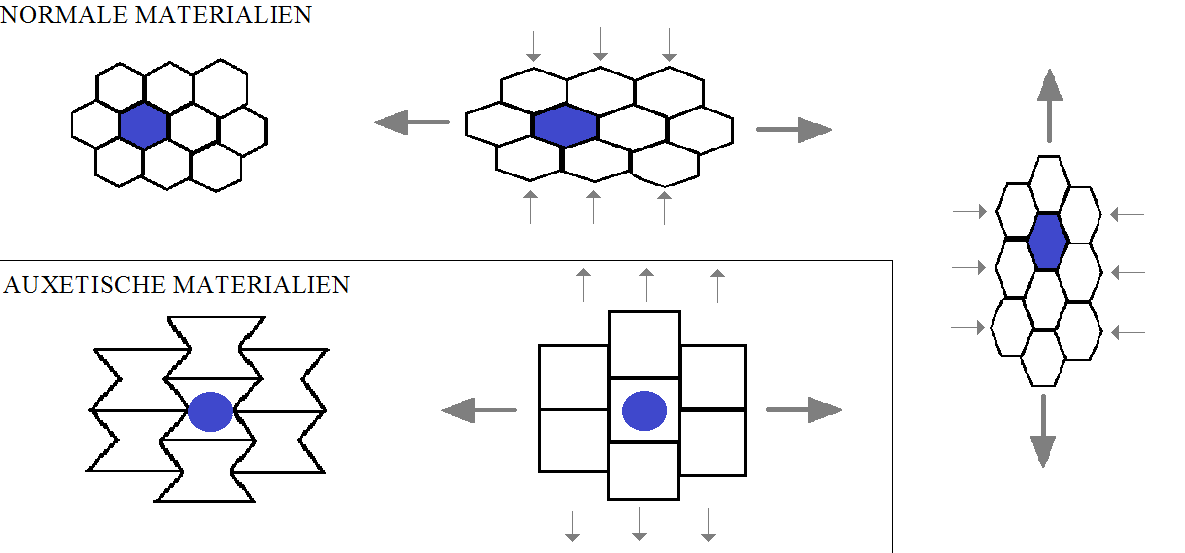 NORMALE MATERIALIEN
AUXETISCHE MATERIALIEN